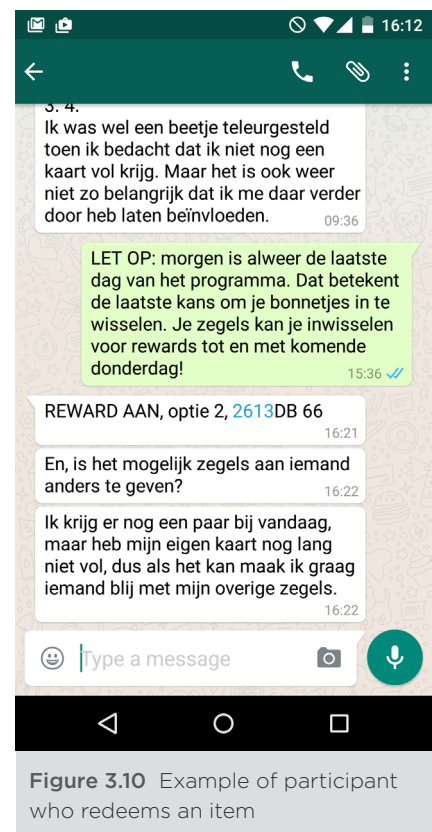 16:12
3. 4.
Ik was wel een beetje teleurgesteld
toen ik bedacht dat ik niet nog een
kaart vol krijg. Maar het is ook weer
niet zo belangrijk dat ik me daar verder
door heb laten beïnvloeden.
09:36
LET OP: morgen is alweer de laatste
dag van het programma. Dat betekent
de laatste kans om je bonnetjes in te
wisselen. Je zegels kan je inwisselen
voor rewards tot en met komende
donderdag!
15:36
REWARD AAN, optie 2, 2613DB 66
16:21
En, is het mogelijk zegels aan iemand
anders te geven?
16:22
Ik krijg er nog een paar bij vandaag,
maar heb mijn eigen kaart nog lang
niet vol, dus als het kan maak ik graag
iemand blij met mijn overige zegels.
16:22
Type a message
Figure 3.10 Example of participant
who redeems an item